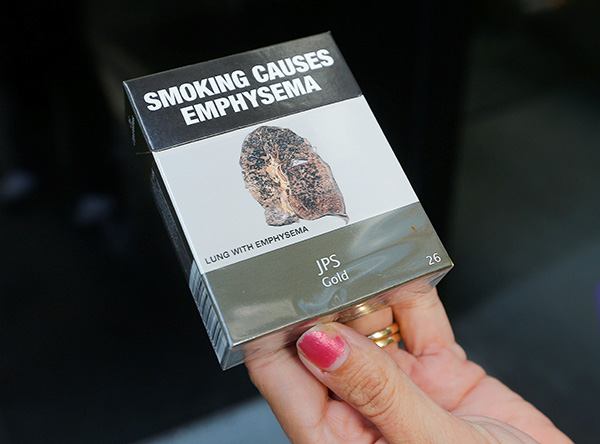 SMOKING CAUSES
EMPHYSEMA
LUNG WITH EMPHYSEMA
JPS
Gold
26